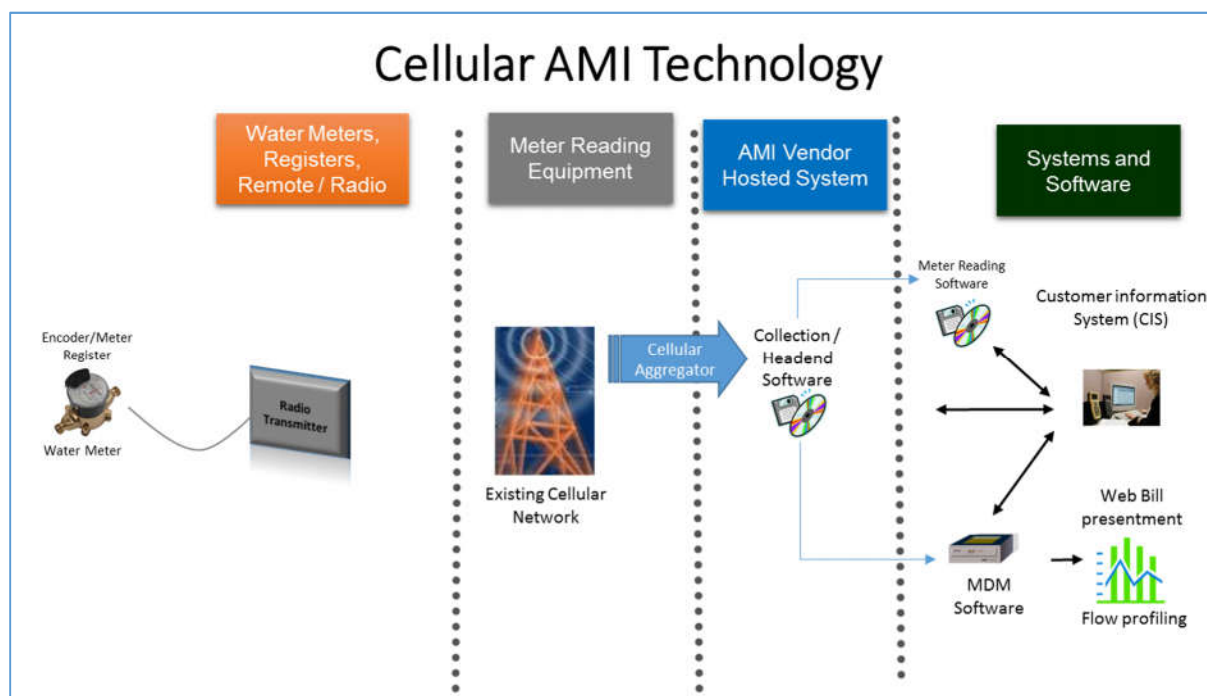 Cellular AMI Technology
Water Meters,
Registers,
Remote / Radio
Meter Reading
Equipment
AMI Vendor
Hosted System
Systems and
Software
Encoder/Meter
Register
Water Meter
Radio
Transmitter
Existing Cellular
Network
Cellular
Aggregator
Collection /
Headend
Software
Meter Reading
Software
Customer information
System (CIS)
MDM
Software
Web Bill
presentment
Flow profiling